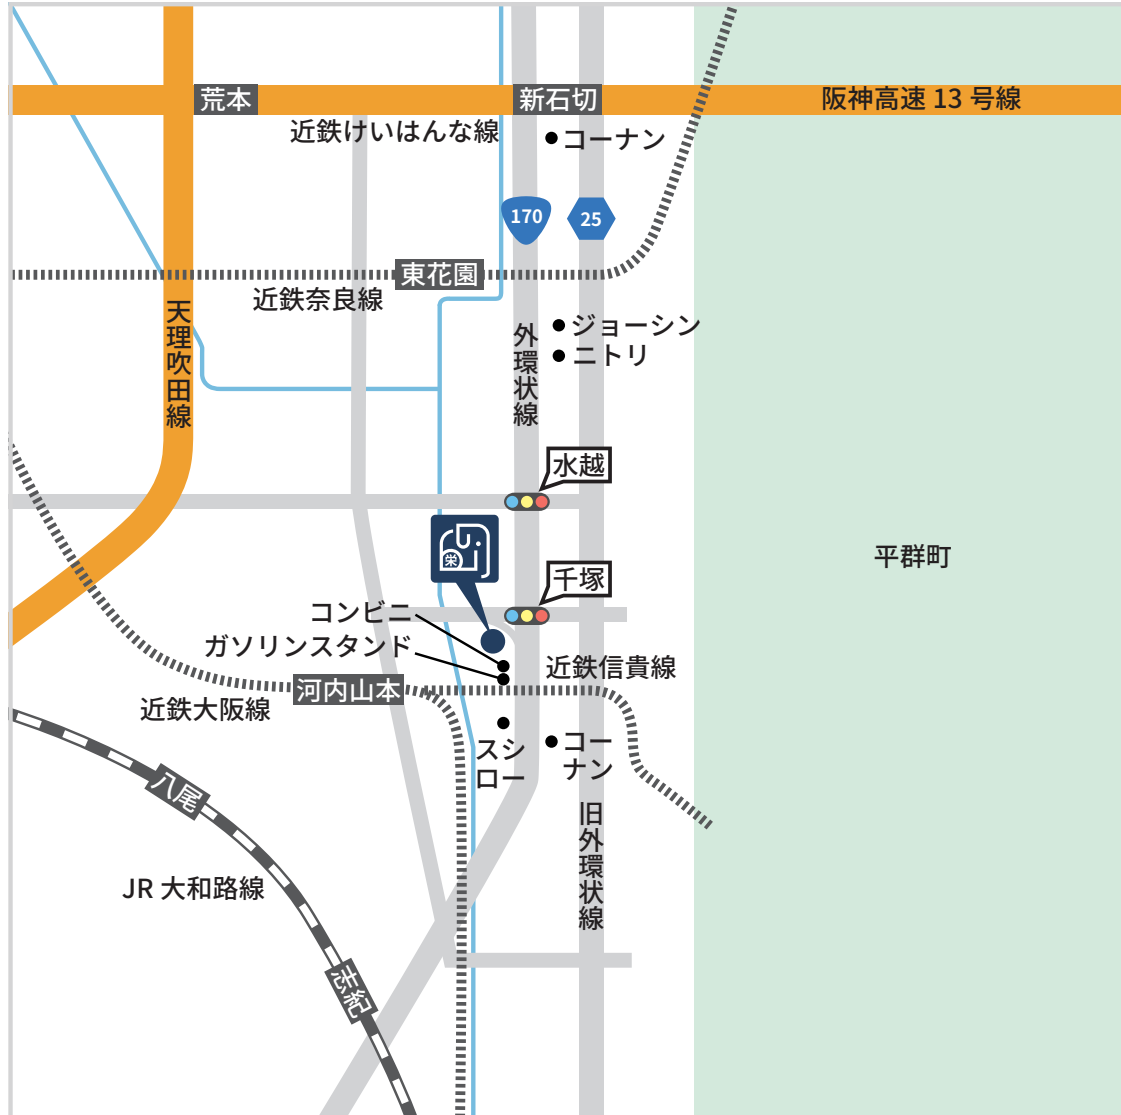 荒本
新石切
阪神高速 13 号線
近鉄けいはんな線
コーナン
170
25
東花園
近鉄奈良線
天理吹田線
外環状線
ジョーシン
ニトリ
水越
栄
千塚
平群町
コンビニ
ガソリンスタンド
近鉄信貴線
河内山本
近鉄大阪線
スシ
ロー
コー
ナン
八尾
旧外環状線
JR 大和路線
志紀